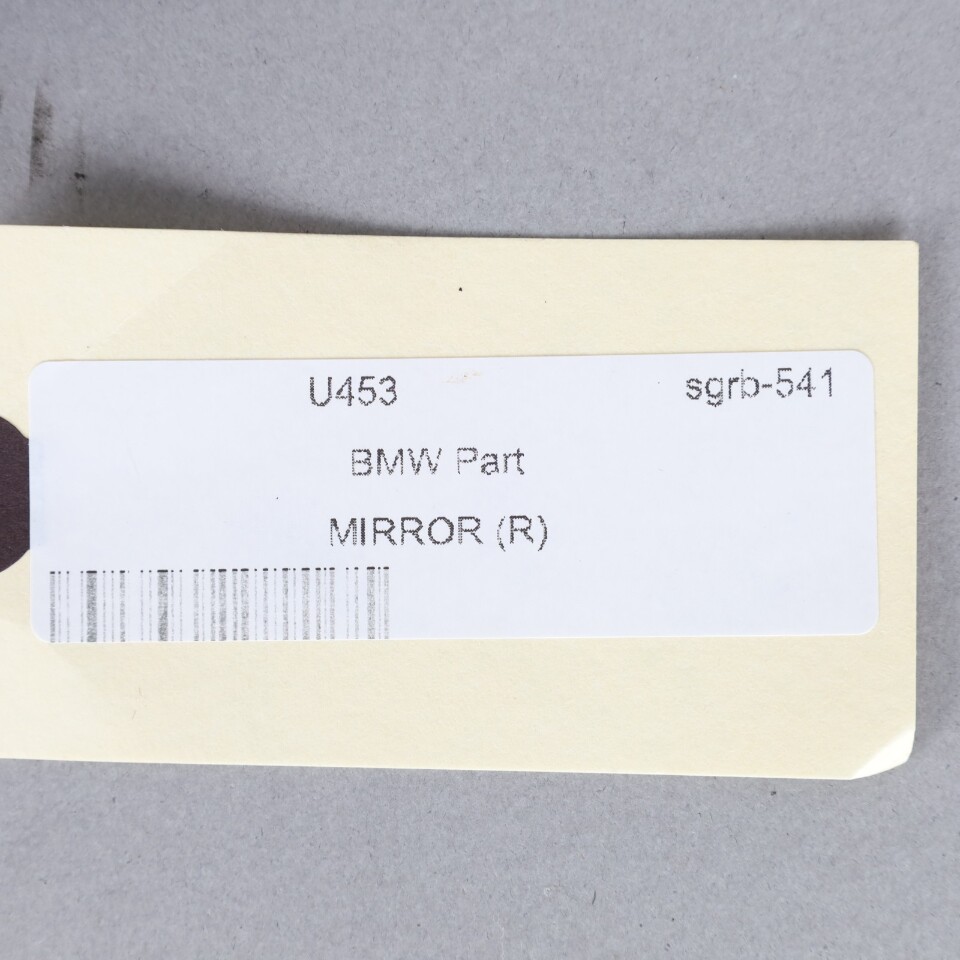 U453 sgrb-541
BMW Part
MIRROR (R)